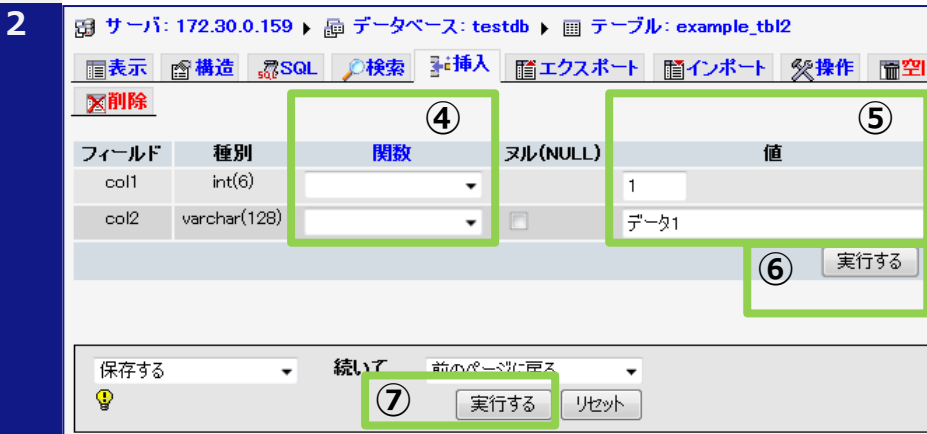 2
サーバ: 172.30.0.159 ▶ データベース: testdb ▶ テーブル: example_tbl2
表示 構造 SQL 検索 挿入 エクスポート インポート 操作 空
削除
④ ⑤
フィールド 種別 関数 ヌル(NULL) 値
col1 int(6) 1
col2 varchar(128) データ1
⑥ 実行する
保存する 続いて 前のページに戻る
⑦ 実行する リセット